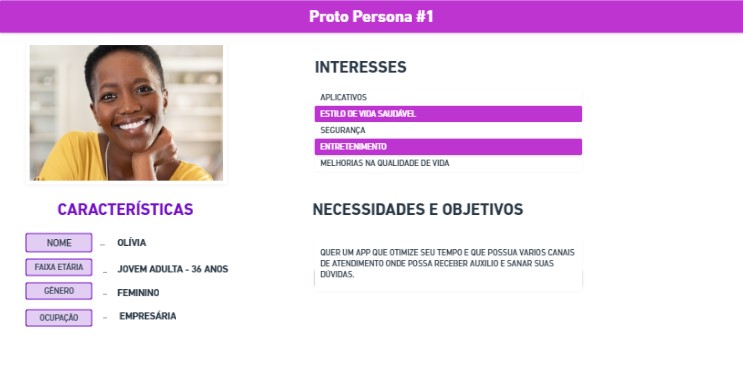 Proto Persona #1
INTERESSES
APLICATIVOS
ESTILO DE VIDA SAUDÁVEL
SEGURANÇA
ENTRETENIMENTO
MELHORIAS NA QUALIDADE DE VIDA
CARACTERÍSTICAS
NOME – OLÍVIA
FAIXA ETÁRIA – JOVEM ADULTA - 36 ANOS
GÊNERO – FEMININO
OCUPAÇÃO – EMPRESÁRIA
NECESSIDADES E OBJETIVOS
QUER UM APP QUE OTIMIZE SEU TEMPO E QUE POSSUA VARIOS CANAIS
DE ATENDIMENTO ONDE POSSA RECEBER AUXILIO E SANAR SUAS
DÚVIDAS.